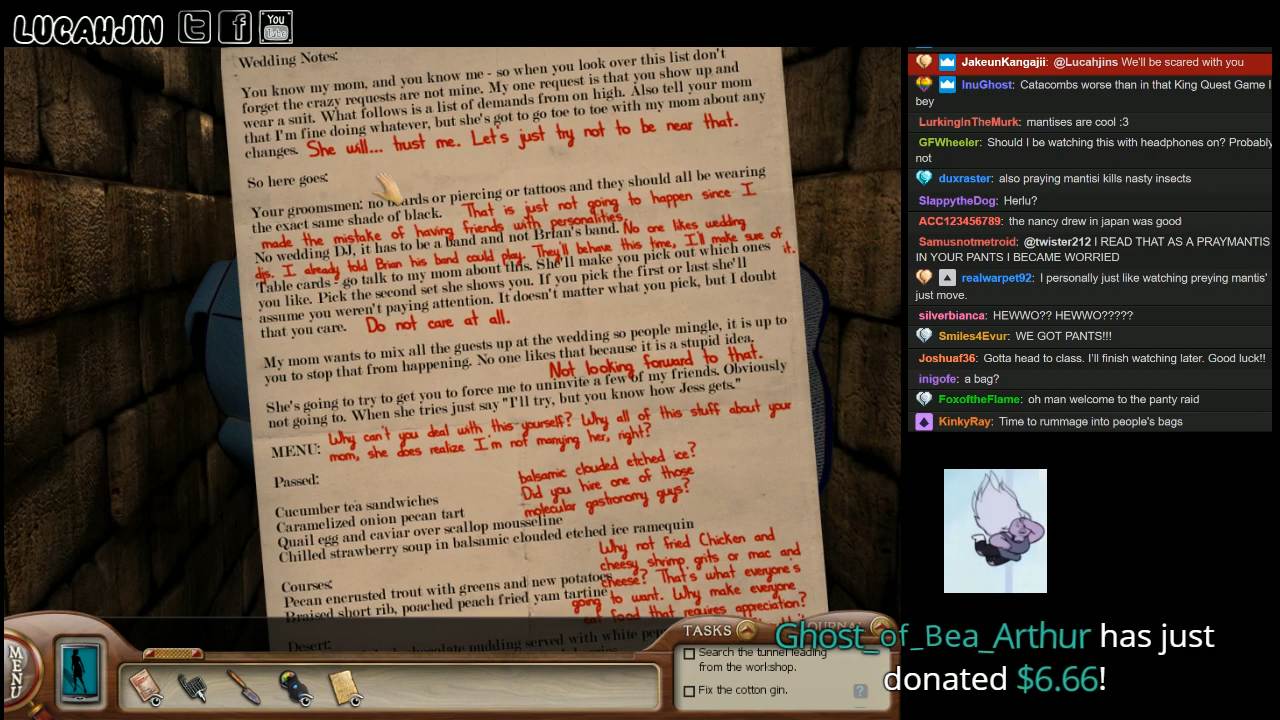 LUCAHJIN
You
Tube
Wedding Notes:
You know my mom, and you know me - so when you look over this list don't
forget the crazy requests are not mine. My one request is that you show up and
wear a suit. What follows is a list of demands from on high. Also tell your mom
that I'm fine doing whatever, but she's got to go toe to toe with my mom about any
changes. She will... trust me. Let's just try not to be near that.
So here goes:
Your groomsmen: no beards or piercing or tattoos and they should all be wearing
the exact same shade of black. That is just not going to happen since I
made the mistake of having friends with personalities.
No wedding DJ, it has to be a band and not Brian's band. No one likes wedding
djs. I already told Brian his band could play. They'll behave this time, I'll make sure of
it.
Table cards - go talk to my mom about this. She'll make you pick out which ones
you like. Pick the second set she shows you. If you pick the first or last she'll
assume you weren't paying attention. It doesn't matter what you pick, but I doubt
that you care. Do not care at all.
My mom wants to mix all the guests up at the wedding so people mingle, it is up to
you to stop that from happening. No one likes that because it is a stupid idea.
Not looking forward to that.
She's going to try to get you to force me to uninvite a few of my friends. Obviously
not going to. When she tries just say "I'll try, but you know how Jess gets."
Why can't you deal with this yourself? Why all of this stuff about your
MENU: mom, she does realize I'm not marrying her, right?
Passed:
balsamic clouded etched ice?
Did you hire one of those
molecular gastronomy guys?
Cucumber tea sandwiches
Caramelized onion pecan tart
Quail egg and caviar over scallop mousseline
Chilled strawberry soup in balsamic clouded etched ice ramequin
Why not fried Chicken and
cheesy shrimp grits or mac and
cheese? That's what everyone's
going to want. Why make everyone
eat food that requires appreciation?
Courses:
Pecan encrusted trout with greens and new potatoes
Braised short rib, poached peach fried yam tartine
Desert:
pudding served with white
MENU
TASKS
JOURNAL
Search the tunnel leading
from the workshop.
Fix the cotton gin.
?
JakeunKangajii: @Lucahjins We'll be scared with you
InuGhost: Catacombs worse than in that King Quest Game I
bey
LurkingInTheMurk: mantises are cool :3
GFWheeler: Should I be watching this with headphones on? Probably
not
duxraster: also praying mantisi kills nasty insects
SlappytheDog: Herlu?
ACC123456789: the nancy drew in japan was good
Samusnotmetroid: @twister212 I READ THAT AS A PRAYMANTIS
IN YOUR PANTS I BECAME WORRIED
realwarpet92: I personally just like watching preying mantis'
just move.
silverbianca: HEWWO?? HEWWO?????
Smiles4Evur: WE GOT PANTS!!!
Joshuaf36: Gotta head to class. I'll finish watching later. Good luck!!
inigofe: a bag?
FoxoftheFlame: oh man welcome to the panty raid
KinkyRay: Time to rummage into people's bags
Ghost_of_Bea_Arthur has just
donated $6.66!